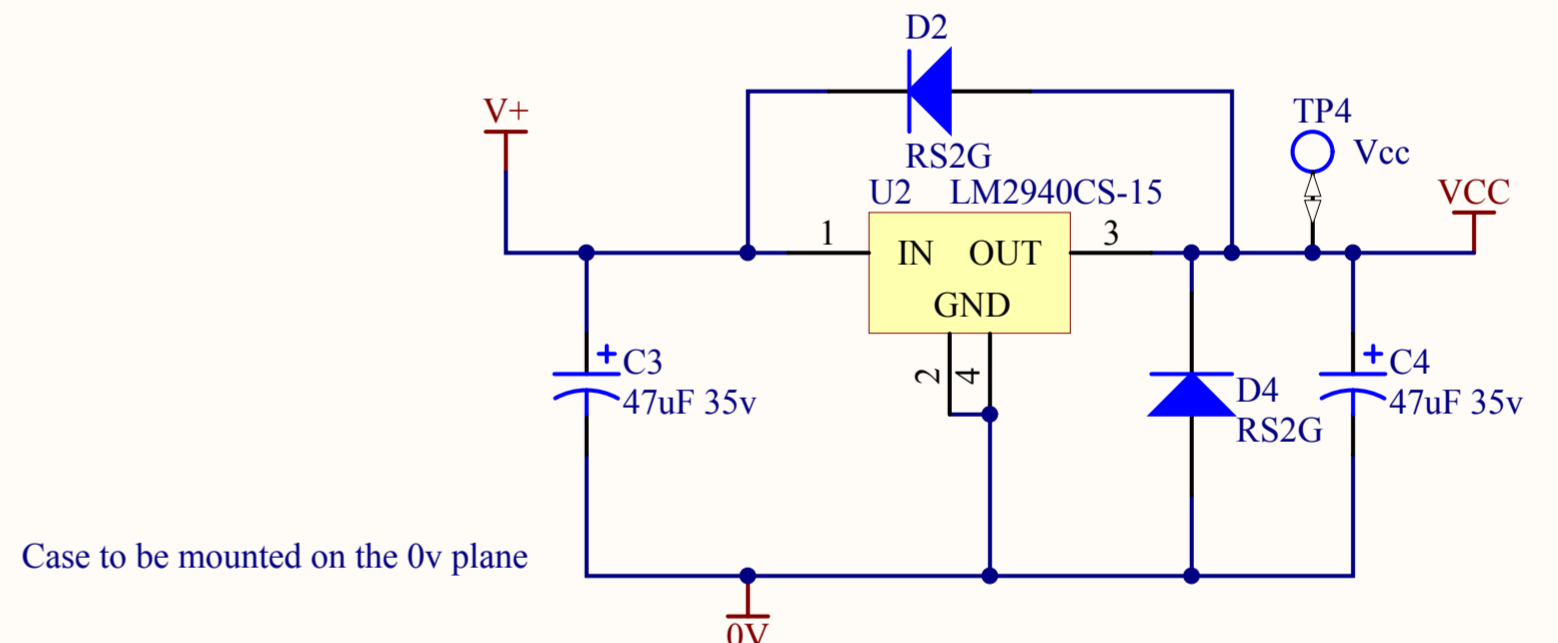 D2
V+
TP4
RS2G
Vcc
U2 LM2940CS-15
VCC
1
3
IN OUT
GND
2
4
+
C3
47uF 35v
D4
RS2G
+
C4
47uF 35v
Case to be mounted on the 0v plane
0V